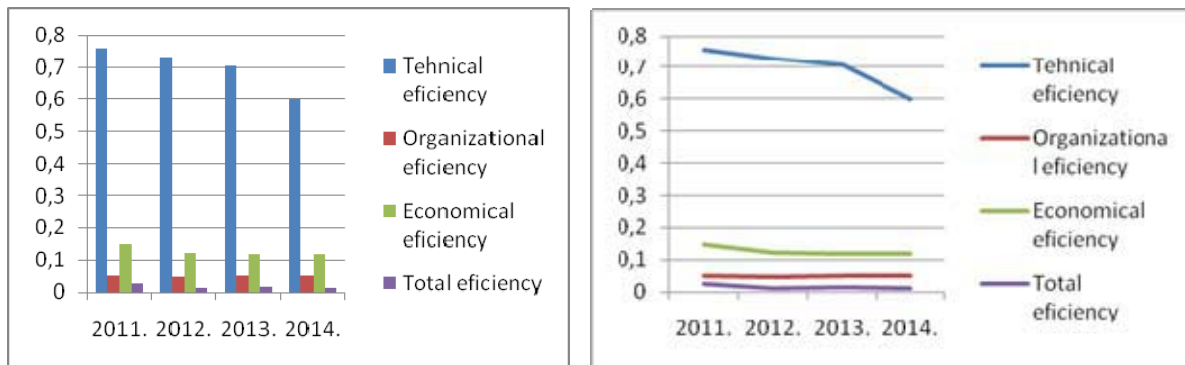 0,8
0,7
0,6
0,5
0,4
0,3
0,2
0,1
0
2011. 2012. 2013. 2014.
Tehnical
eficiency
Organizational
eficiency
Economical
eficiency
Total eficiency
0,8
0,7
0,6
0,5
0,4
0,3
0,2
0,1
0
2011. 2012. 2013. 2014.
Tehnical
eficiency
Organizationa
l eficiency
Economical
eficiency
Total
eficiency